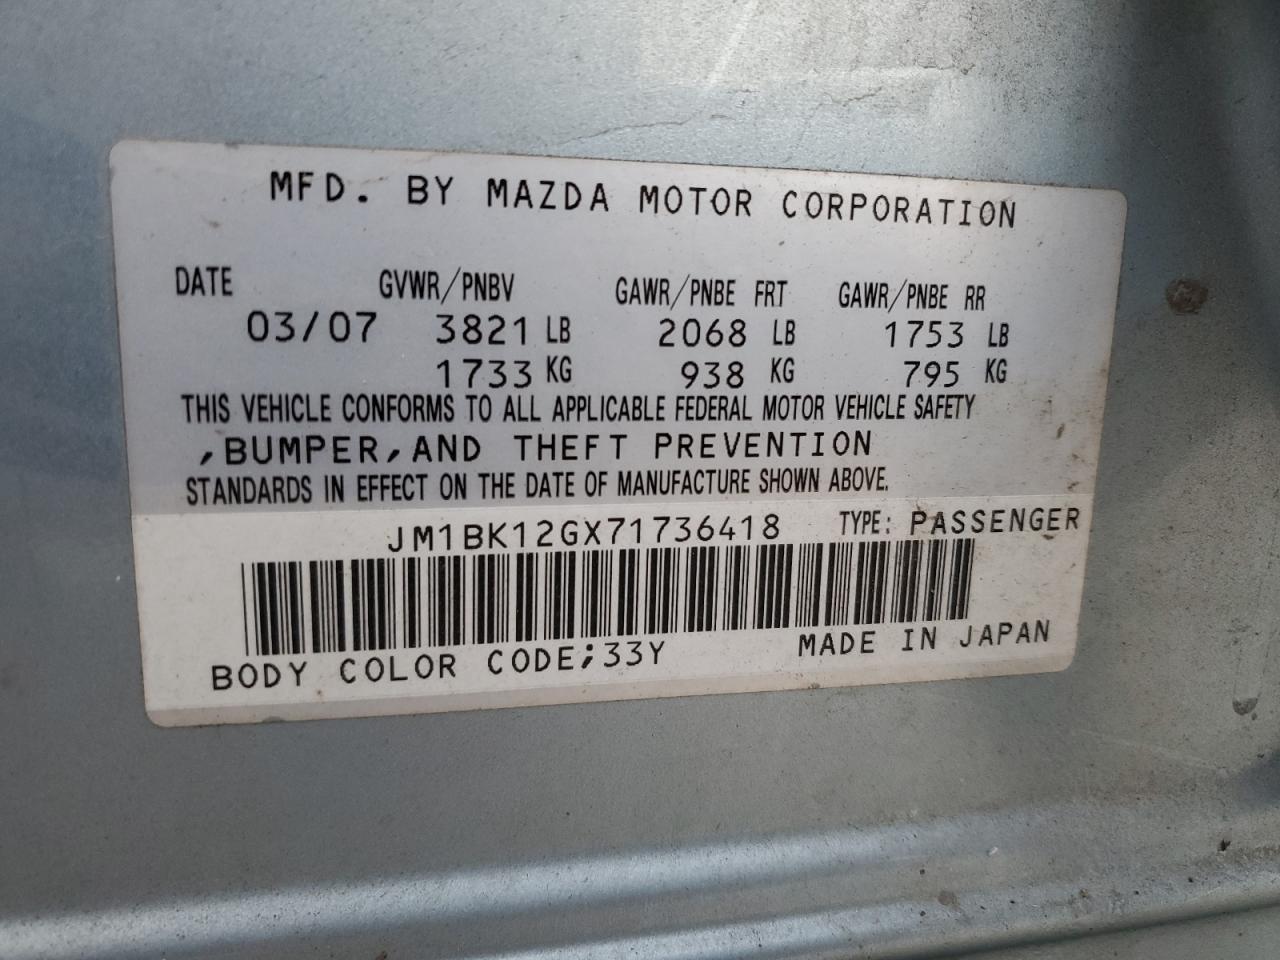 MFD. BY MAZDA MOTOR CORPORATION
DATE GVWR/PNBV GAWR/PNBE FRT GAWR/PNBE RR
03/07 3821 LB 2068 LB 1753 LB
1733 KG 938 KG 795 KG
THIS VEHICLE CONFORMS TO ALL APPLICABLE FEDERAL MOTOR VEHICLE SAFETY
,BUMPER,AND THEFT PREVENTION
STANDARDS IN EFFECT ON THE DATE OF MANUFACTURE SHOWN ABOVE.
JM1BK12GX71736418 TYPE: PASSENGER
BODY COLOR CODE;33Y MADE IN JAPAN